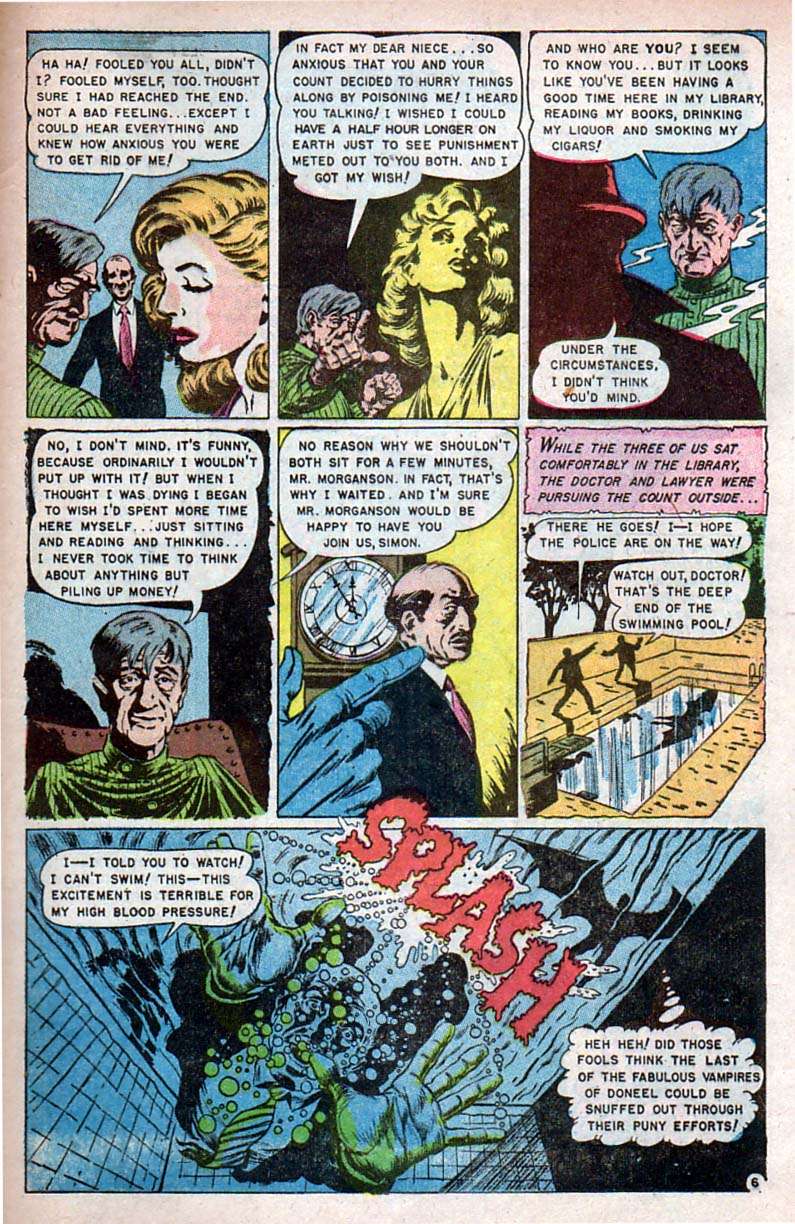 HA HA! FOOLED YOU ALL, DIDN'T
I? FOOLED MYSELF, TOO. THOUGHT
SURE I HAD REACHED THE END.
NOT A BAD FEELING...EXCEPT I
COULD HEAR EVERYTHING AND
KNEW HOW ANXIOUS YOU WERE
TO GET RID OF ME!
IN FACT MY DEAR NIECE...SO
ANXIOUS THAT YOU AND YOUR
COUNT DECIDED TO HURRY THINGS
ALONG BY POISONING ME! I HEARD
YOU TALKING! I WISHED I COULD
HAVE A HALF HOUR LONGER ON
EARTH JUST TO SEE PUNISHMENT
METED OUT TO YOU BOTH. AND I
GOT MY WISH!
AND WHO ARE YOU? I SEEM
TO KNOW YOU...BUT IT LOOKS
LIKE YOU'VE BEEN HAVING A
GOOD TIME HERE IN MY LIBRARY,
READING MY BOOKS, DRINKING
MY LIQUOR AND SMOKING MY
CIGARS!
UNDER THE
CIRCUMSTANCES,
I DIDN'T THINK
YOU'D MIND.
NO, I DON'T MIND. IT'S FUNNY,
BECAUSE ORDINARILY I WOULDN'T
PUT UP WITH IT! BUT WHEN I
THOUGHT I WAS DYING I BEGAN
TO WISH I'D SPENT MORE TIME
HERE MYSELF...JUST SITTING
AND READING AND THINKING...
I NEVER TOOK TIME TO THINK
ABOUT ANYTHING BUT
PILING UP MONEY!
NO REASON WHY WE SHOULDN'T
BOTH SIT FOR A FEW MINUTES,
MR. MORGANSON. IN FACT, THAT'S
WHY I WAITED. AND I'M SURE
MR. MORGANSON WOULD BE
HAPPY TO HAVE YOU
JOIN US, SIMON.
WHILE THE THREE OF US SAT
COMFORTABLY IN THE LIBRARY,
THE DOCTOR AND LAWYER WERE
PURSUING THE COUNT OUTSIDE...
THERE HE GOES! I—I HOPE
THE POLICE ARE ON THE WAY!
WATCH OUT, DOCTOR!
THAT'S THE DEEP
END OF THE
SWIMMING POOL!
I—I TOLD YOU TO WATCH!
I CAN'T SWIM! THIS—THIS
EXCITEMENT IS TERRIBLE FOR
MY HIGH BLOOD PRESSURE!
SPLASH
HEH HEH! DID THOSE
FOOLS THINK THE LAST
OF THE FABULOUS VAMPIRES
OF DONEEL COULD BE
SNUFFED OUT THROUGH
THEIR PUNY EFFORTS!
6